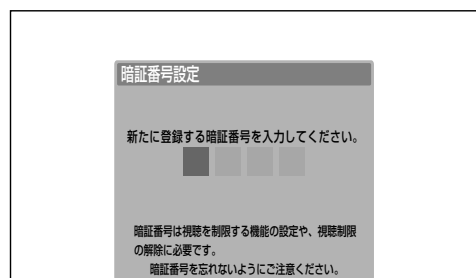 暗証番号設定
新たに登録する暗証番号を入力してください。
暗証番号は視聴を制限する機能の設定や、視聴制限
の解除に必要です。
暗証番号を忘れないようにご注意ください。